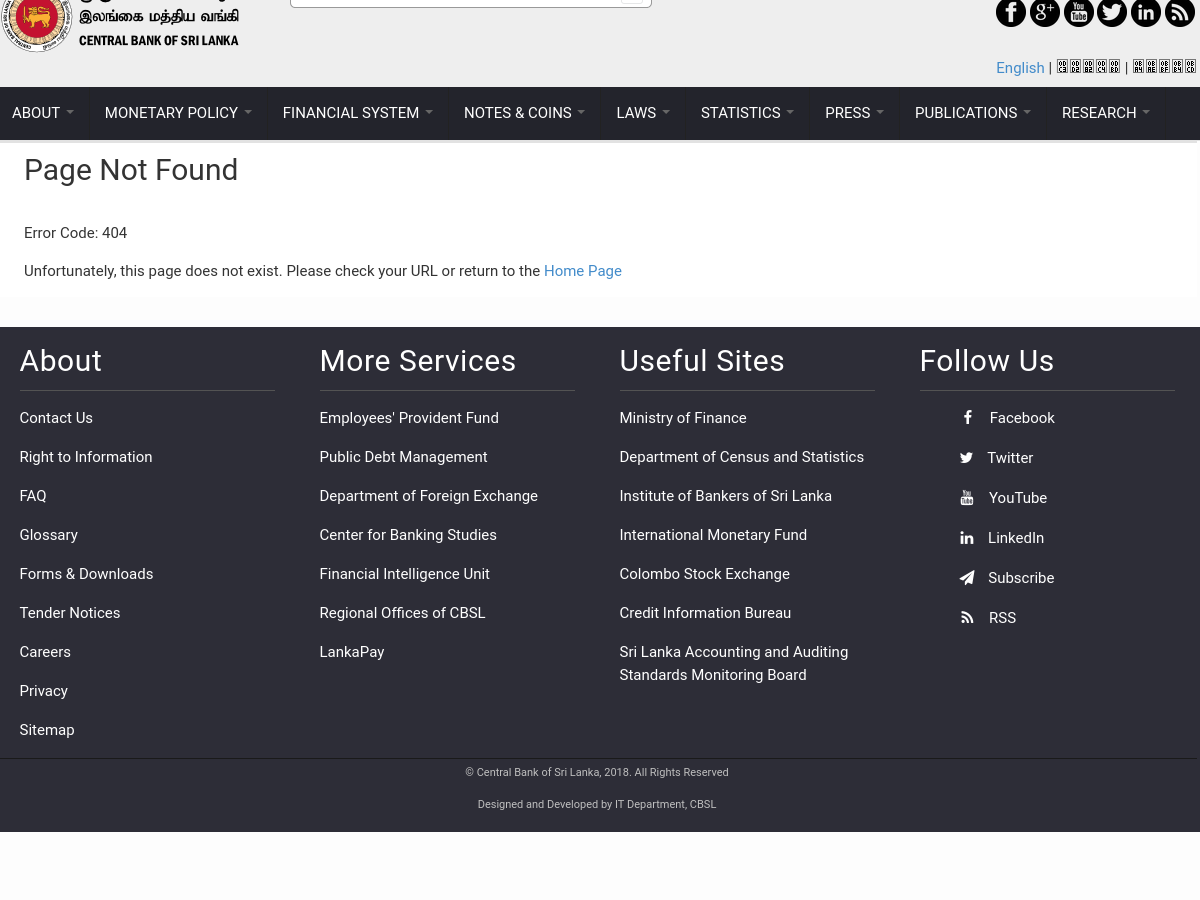 இலங்கை மத்திய வங்கி
CENTRAL BANK OF SRI LANKA
English | |
ABOUT MONETARY POLICY FINANCIAL SYSTEM NOTES & COINS LAWS STATISTICS PRESS PUBLICATIONS RESEARCH
Page Not Found
Error Code: 404
Unfortunately, this page does not exist. Please check your URL or return to the Home Page
About
Contact Us
Right to Information
FAQ
Glossary
Forms & Downloads
Tender Notices
Careers
Privacy
Sitemap
More Services
Employees' Provident Fund
Public Debt Management
Department of Foreign Exchange
Center for Banking Studies
Financial Intelligence Unit
Regional Offices of CBSL
LankaPay
Useful Sites
Ministry of Finance
Department of Census and Statistics
Institute of Bankers of Sri Lanka
International Monetary Fund
Colombo Stock Exchange
Credit Information Bureau
Sri Lanka Accounting and Auditing
Standards Monitoring Board
Follow Us
Facebook
Twitter
YouTube
LinkedIn
Subscribe
RSS
© Central Bank of Sri Lanka, 2018. All Rights Reserved
Designed and Developed by IT Department, CBSL